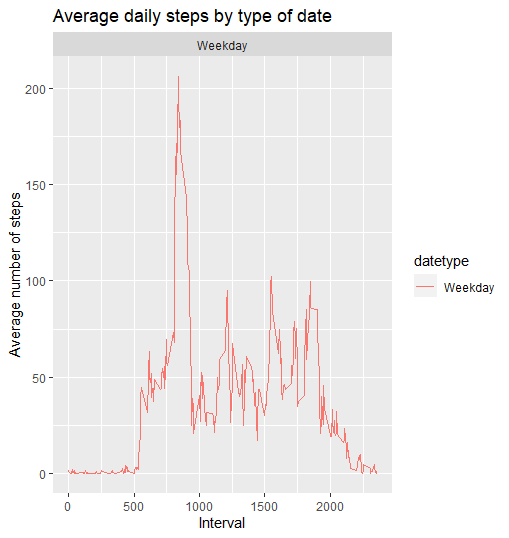 Average daily steps by type of date
Weekday
Average number of steps
200
150
100
50
0
0 500 1000 1500 2000
Interval
datetype
Weekday